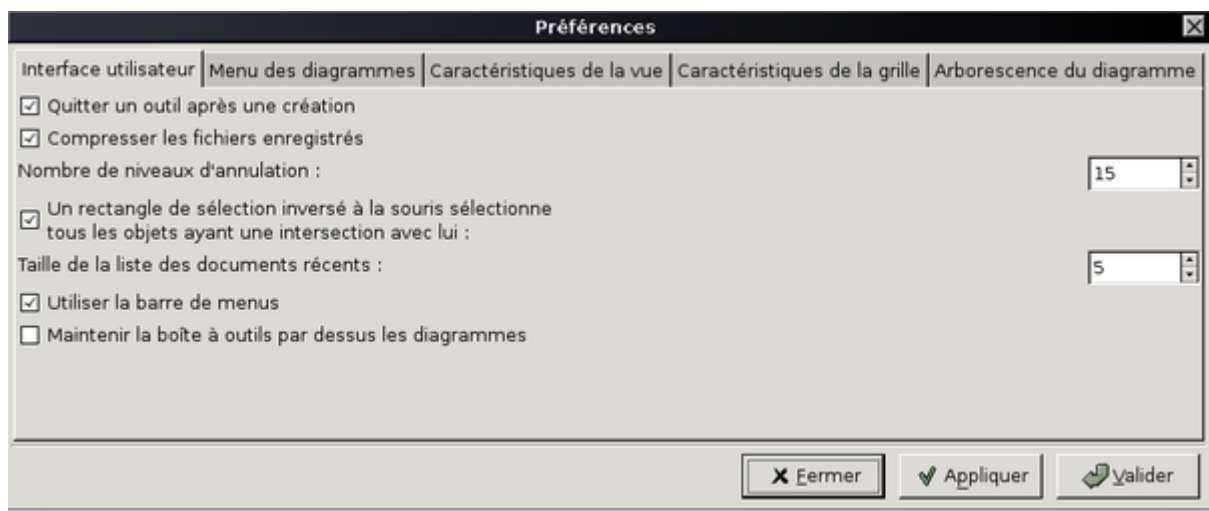 Préférences
Interface utilisateur Menu des diagrammes Caractéristiques de la vue Caractéristiques de la grille Arborescence du diagramme
Quitter un outil après une création
Compresser les fichiers enregistrés
Nombre de niveaux d'annulation : 15
Un rectangle de sélection inversé à la souris sélectionne
tous les objets ayant une intersection avec lui :
Taille de la liste des documents récents : 5
Utiliser la barre de menus
Maintenir la boîte à outils par dessus les diagrammes
Fermer Appliquer Valider